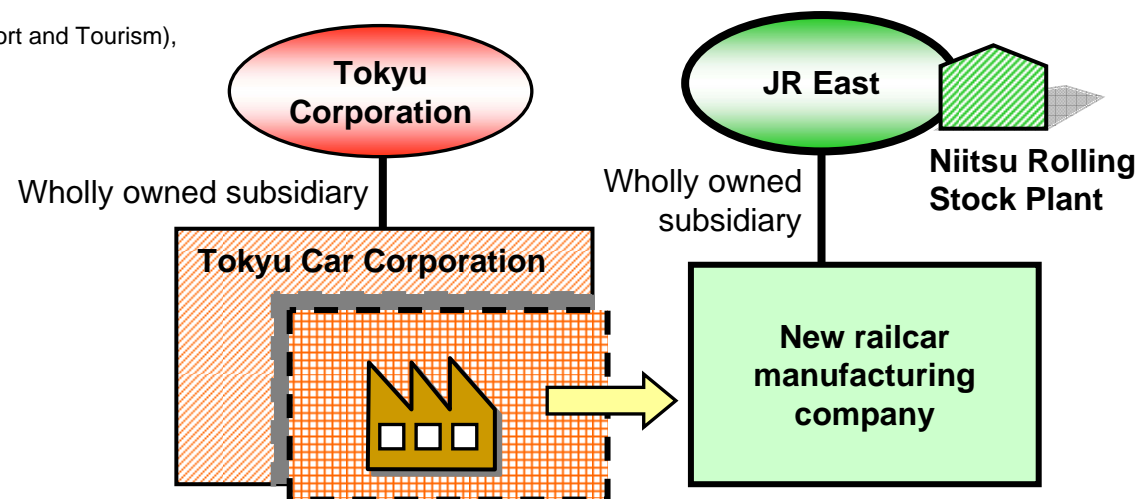 ort and Tourism),
Tokyu
Corporation
JR East
Niitsu Rolling
Stock Plant
Wholly owned subsidiary
Wholly owned
subsidiary
Tokyu Car Corporation
New railcar
manufacturing
company